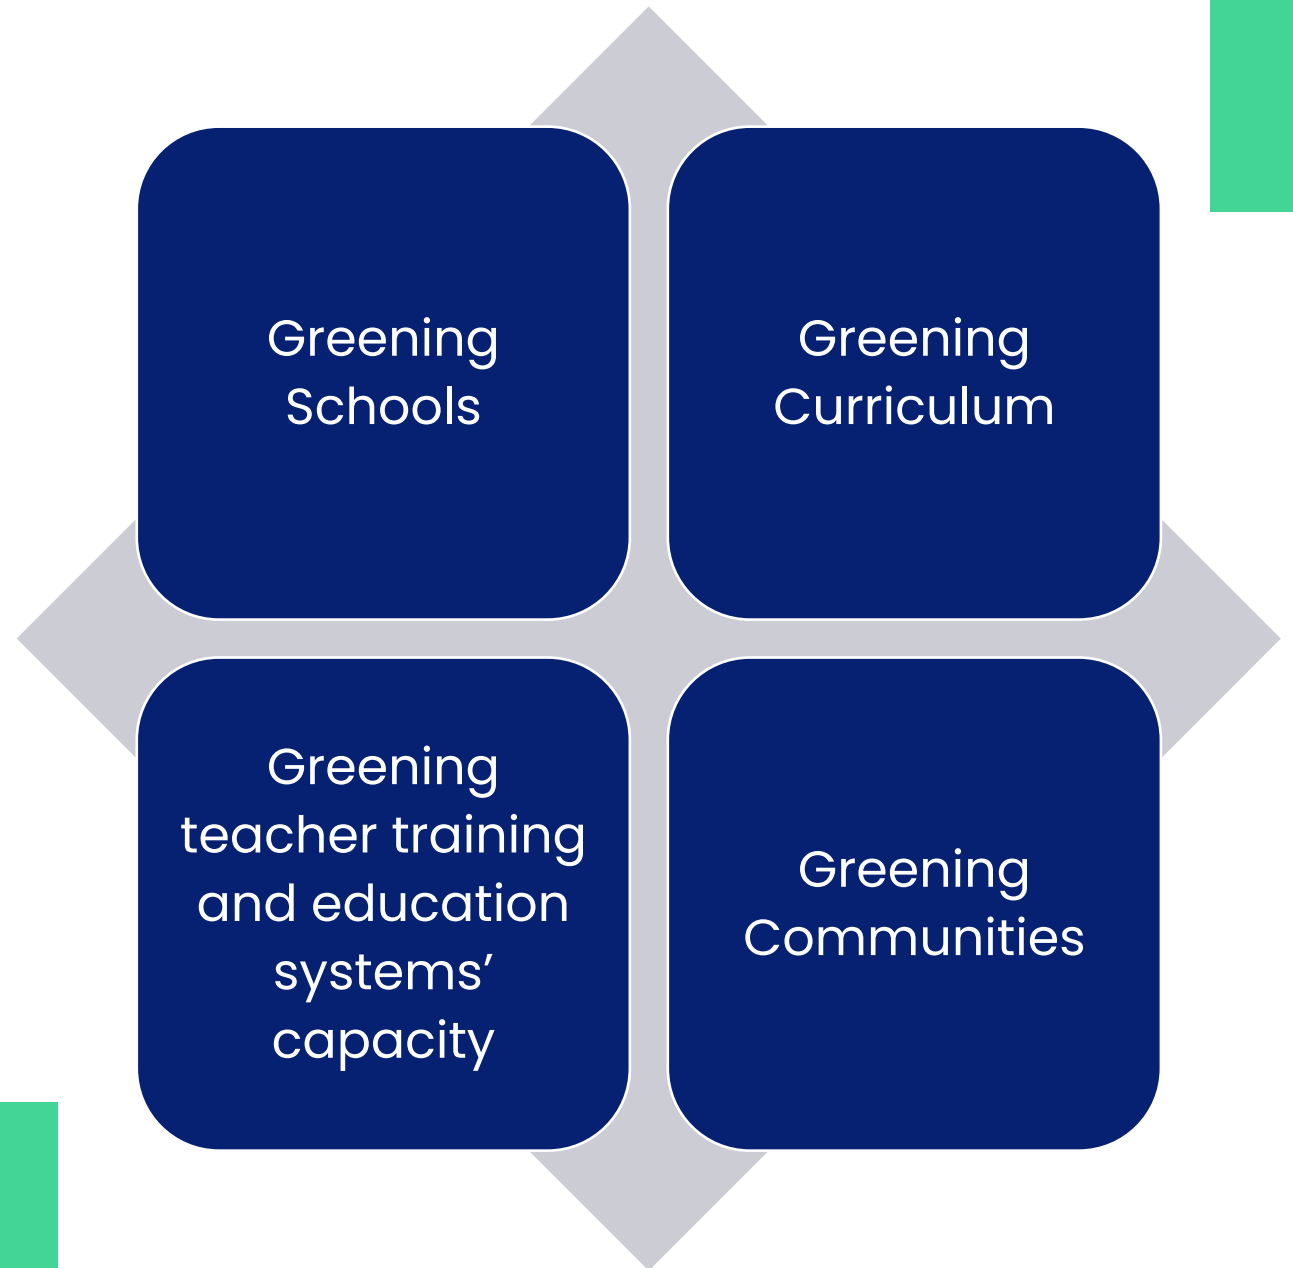 Greening
Schools
Greening
Curriculum
Greening
teacher training
and education
systems’
capacity
Greening
Communities